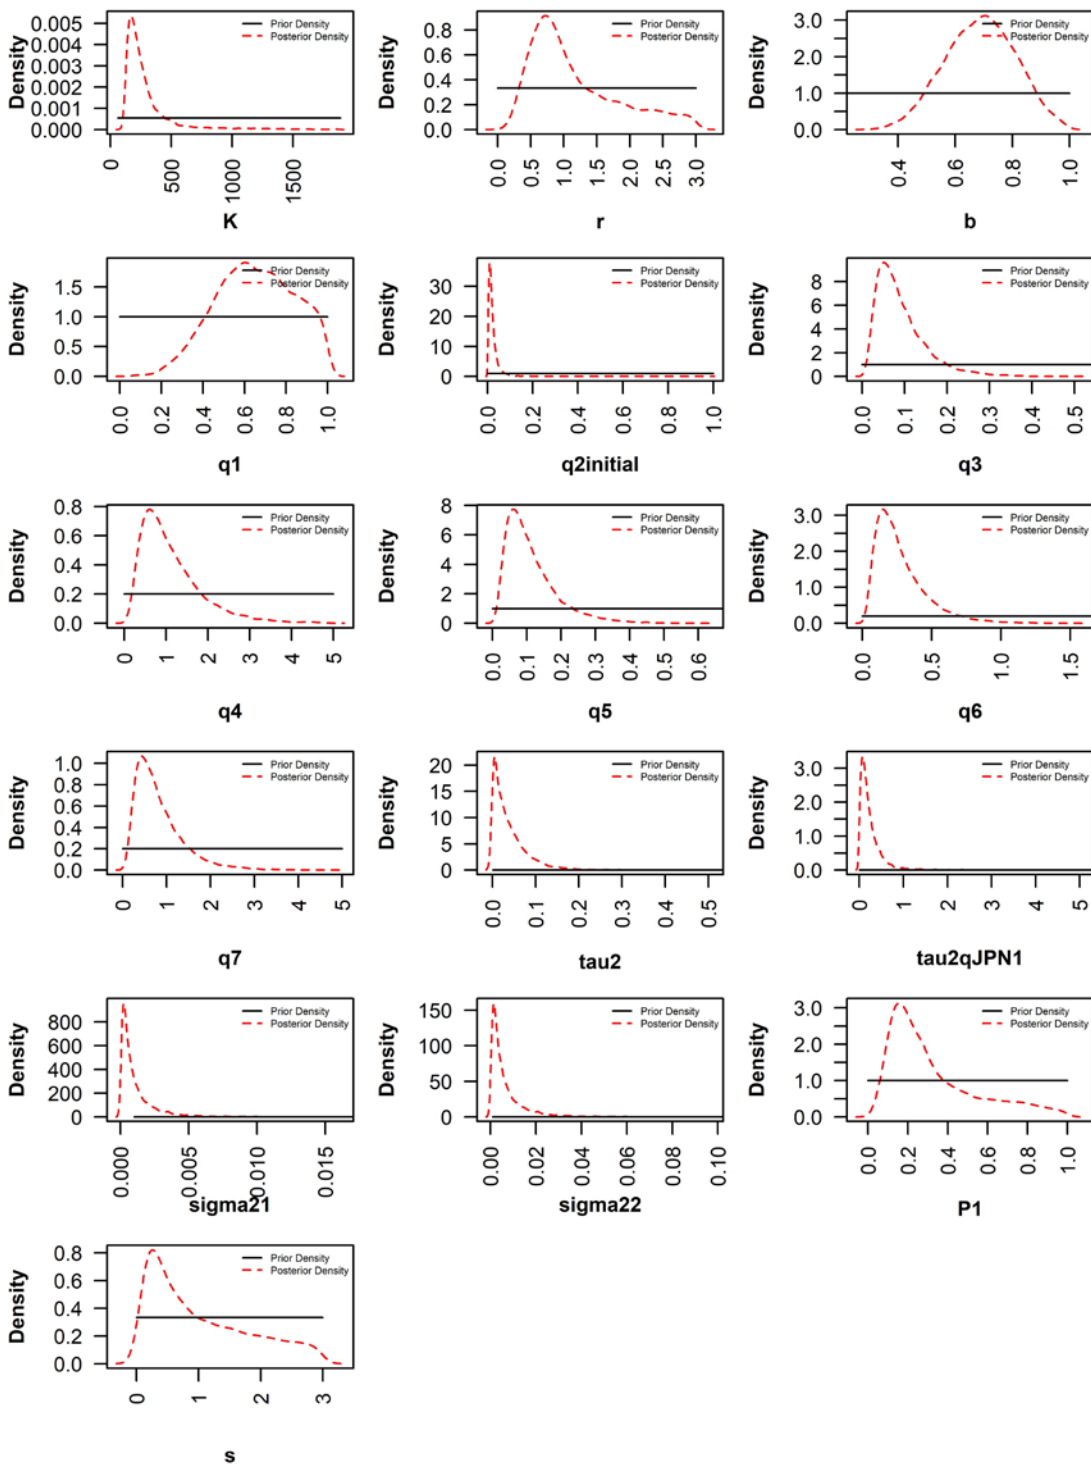 Density
0.005
0.004
0.003
0.002
0.001
0.000
Prior Density
Posterior Density
0
500
1000
1500
K
Density
0.8
0.6
0.4
0.2
0.0
Prior Density
Posterior Density
0.0
0.5
1.0
1.5
2.0
2.5
3.0
r
Density
3.0
2.0
1.0
0.0
Prior Density
Posterior Density
0.4
0.6
0.8
1.0
b
Density
1.5
1.0
0.5
0.0
Prior Density
Posterior Density
0.0
0.2
0.4
0.6
0.8
1.0
q1
Density
30
20
10
0
Prior Density
Posterior Density
0.0
0.2
0.4
0.6
0.8
1.0
q2initial
Density
8
6
4
2
0
Prior Density
Posterior Density
0.0
0.1
0.2
0.3
0.4
0.5
q3
Density
0.8
0.6
0.4
0.2
0.0
Prior Density
Posterior Density
0
1
2
3
4
5
q4
Density
8
6
4
2
0
Prior Density
Posterior Density
0.0
0.1
0.2
0.3
0.4
0.5
0.6
q5
Density
3.0
2.0
1.0
0.0
Prior Density
Posterior Density
0.0
0.5
1.0
1.5
q6
Density
1.0
0.8
0.6
0.4
0.2
0.0
Prior Density
Posterior Density
0
1
2
3
4
5
q7
Density
20
15
10
5
0
Prior Density
Posterior Density
0.0
0.1
0.2
0.3
0.4
0.5
tau2
Density
3.0
2.0
1.0
0.0
Prior Density
Posterior Density
0
1
2
3
4
5
tau2qJPN1
Density
800
600
400
200
0
Prior Density
Posterior Density
0.000
0.005
0.010
0.015
sigma21
Density
150
100
50
0
Prior Density
Posterior Density
0.00
0.02
0.04
0.06
0.08
0.10
sigma22
Density
3.0
2.0
1.0
0.0
Prior Density
Posterior Density
0.0
0.2
0.4
0.6
0.8
1.0
P1
Density
0.8
0.6
0.4
0.2
0.0
Prior Density
Posterior Density
0
1
2
3
s